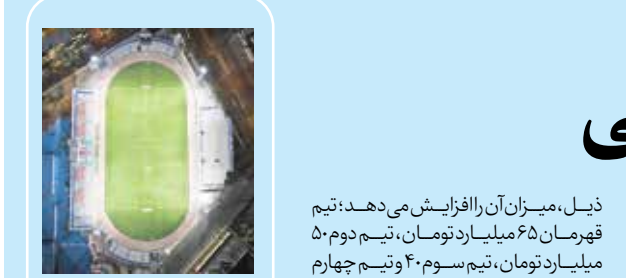 ی
ذیل، میزان آن را افزایش می‌دهد؛ تیم
قهرمان ۶۵ میلیارد تومان، تیم دوم ۵۰
میلیارد تومان، تیم سوم ۴۰ و تیم چهارم